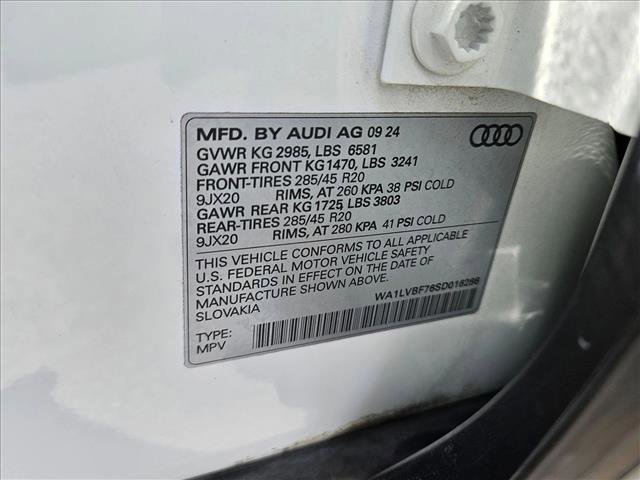 MFD. BY AUDI AG 09 24
GVWR KG 2985, LBS 6581
GAWR FRONT KG1470, LBS 3241
FRONT-TIRES 285/45 R20
9JX20 RIMS, AT 260 KPA 38 PSI COLD
GAWR REAR KG 1725, LBS 3803
REAR-TIRES 285/45 R20
9JX20 RIMS, AT 280 KPA 41 PSI COLD
THIS VEHICLE CONFORMS TO ALL APPLICABLE
U.S. FEDERAL MOTOR VEHICLE SAFETY
STANDARDS IN EFFECT ON THE DATE OF
MANUFACTURE SHOWN ABOVE.
SLOVAKIA WA1LVBF76SD016286
TYPE:
MPV